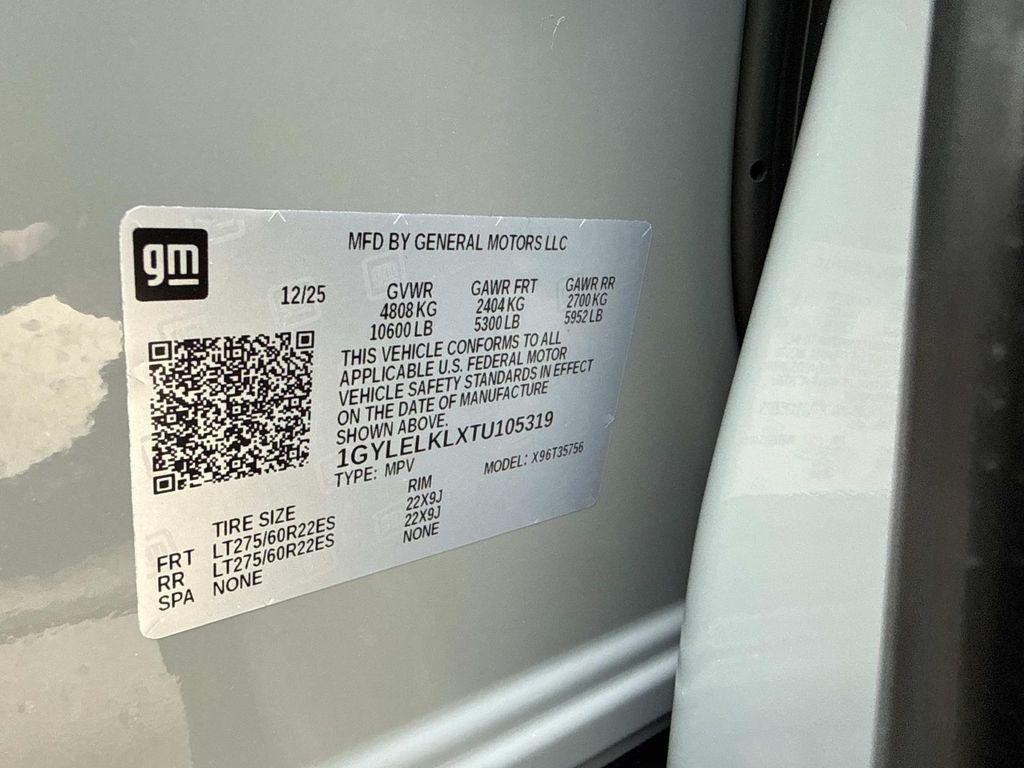 gm
MFD BY GENERAL MOTORS LLC
12/25 GVWR GAWR FRT GAWR RR
4808 KG 2404 KG 2700 KG
10600 LB 5300 LB 5952 LB
THIS VEHICLE CONFORMS TO ALL
APPLICABLE U.S. FEDERAL MOTOR
VEHICLE SAFETY STANDARDS IN EFFECT
ON THE DATE OF MANUFACTURE
SHOWN ABOVE.
1GYLELKLXTU105319
TYPE: MPV MODEL: X96T35756
TIRE SIZE RIM
FRT LT275/60R22ES 22X9J
RR LT275/60R22ES 22X9J
SPA NONE NONE